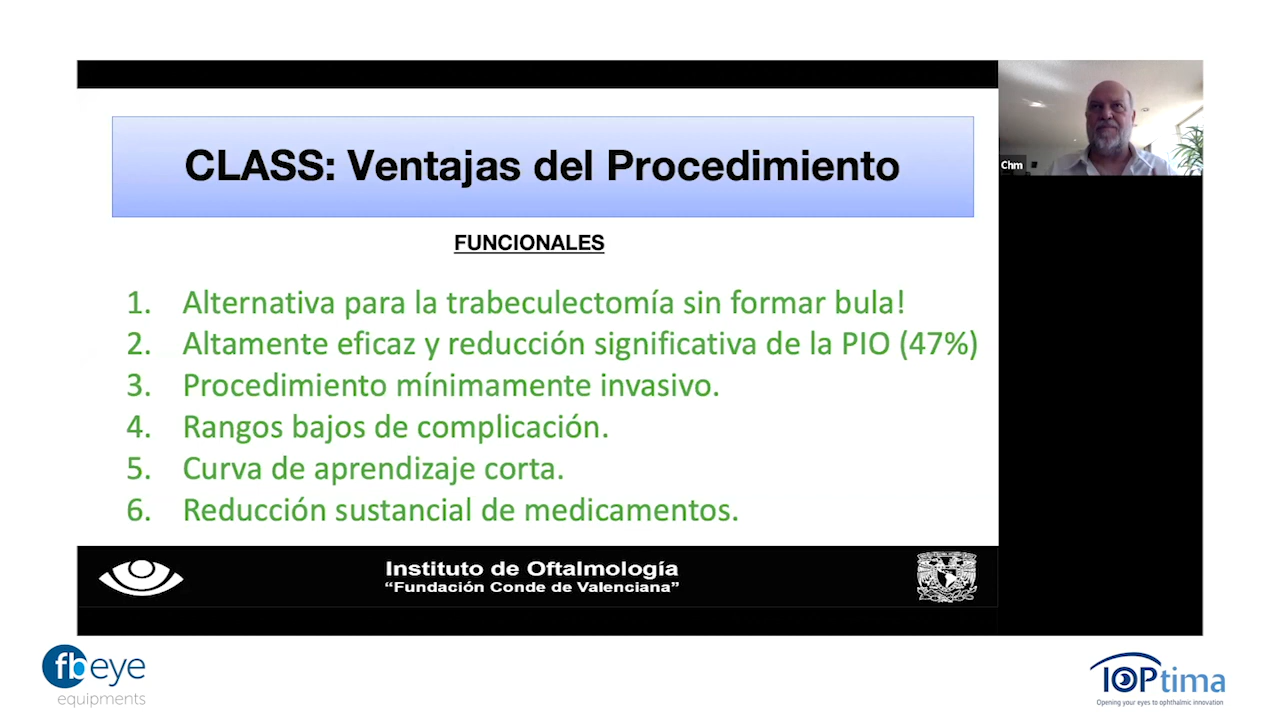 CLASS: Ventajas del Procedimiento
Chm
FUNCIONALES
1. Alternativa para la trabeculectomía sin formar bula!
2. Altamente eficaz y reducción significativa de la PIO (47%)
3. Procedimiento mínimamente invasivo.
4. Rangos bajos de complicación.
5. Curva de aprendizaje corta.
6. Reducción sustancial de medicamentos.
Instituto de Oftalmología
“Fundación Conde de Valenciana”
fbeye
equipments
IOPtima
Opening your eyes to ophthalmic innovation